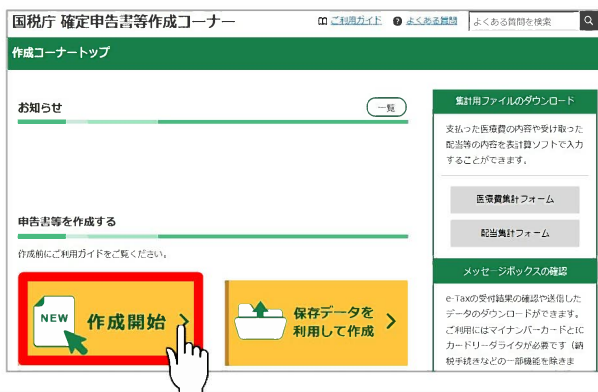 国税庁 確定申告書等作成コーナー
ご利用ガイド
よくある質問
よくある質問を検索
作成コーナートップ
お知らせ
一覧
申告書等を作成する
作成前にご利用ガイドをご覧ください。
NEW
作成開始
保存データを
利用して作成
集計用ファイルのダウンロード
支払った医療費の内容や受け取った
配当等の内容を表計算ソフトで入力
することができます。
医療費集計フォーム
配当集計フォーム
メッセージボックスの確認
e-Taxの受付結果の確認や送信した
データのダウンロードができます。
ご利用にはマイナンバーカードとIC
カードリーダライタが必要です（納
税手続きなどの一部機能を除きま